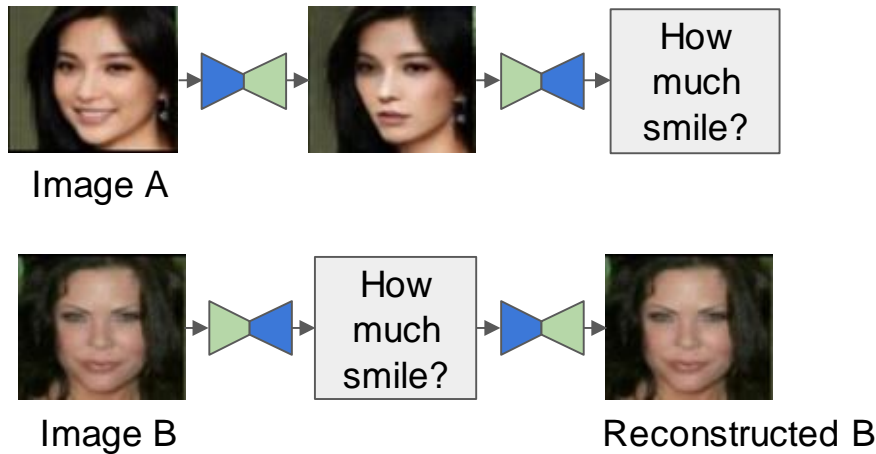 How
much
smile?
Image A
How
much
smile?
Image B
Reconstructed B